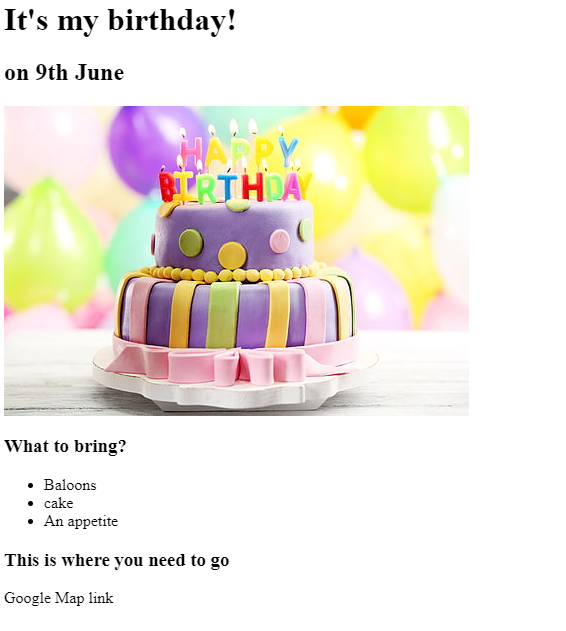 It's my birthday!
on 9th June
HAPPY
BIRTHDAY
What to bring?
Baloons
cake
An appetite
This is where you need to go
Google Map link